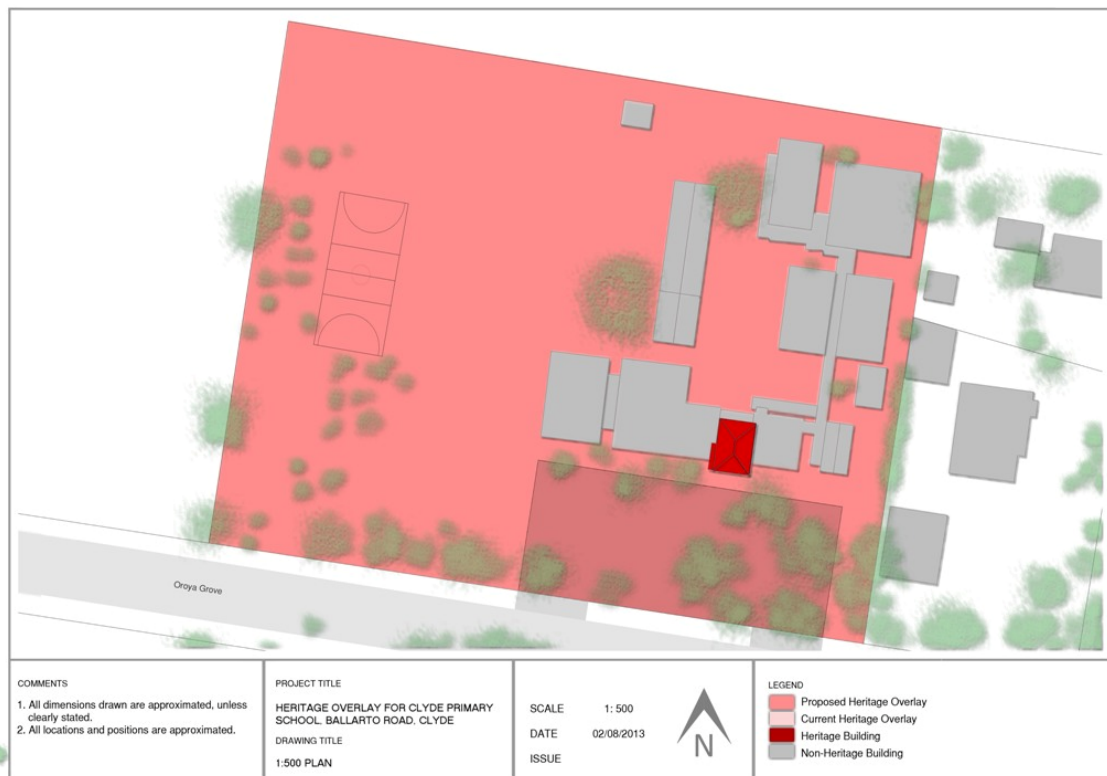 Oroya Grove
COMMENTS
1. All dimensions drawn are approximated, unless
clearly stated.
2. All locations and positions are approximated.
PROJECT TITLE
HERITAGE OVERLAY FOR CLYDE PRIMARY
SCHOOL, BALLARTO ROAD, CLYDE
DRAWING TITLE
1:500 PLAN
SCALE 1: 500
DATE 02/08/2013
ISSUE
N
LEGEND
Proposed Heritage Overlay
Current Heritage Overlay
Heritage Building
Non-Heritage Building